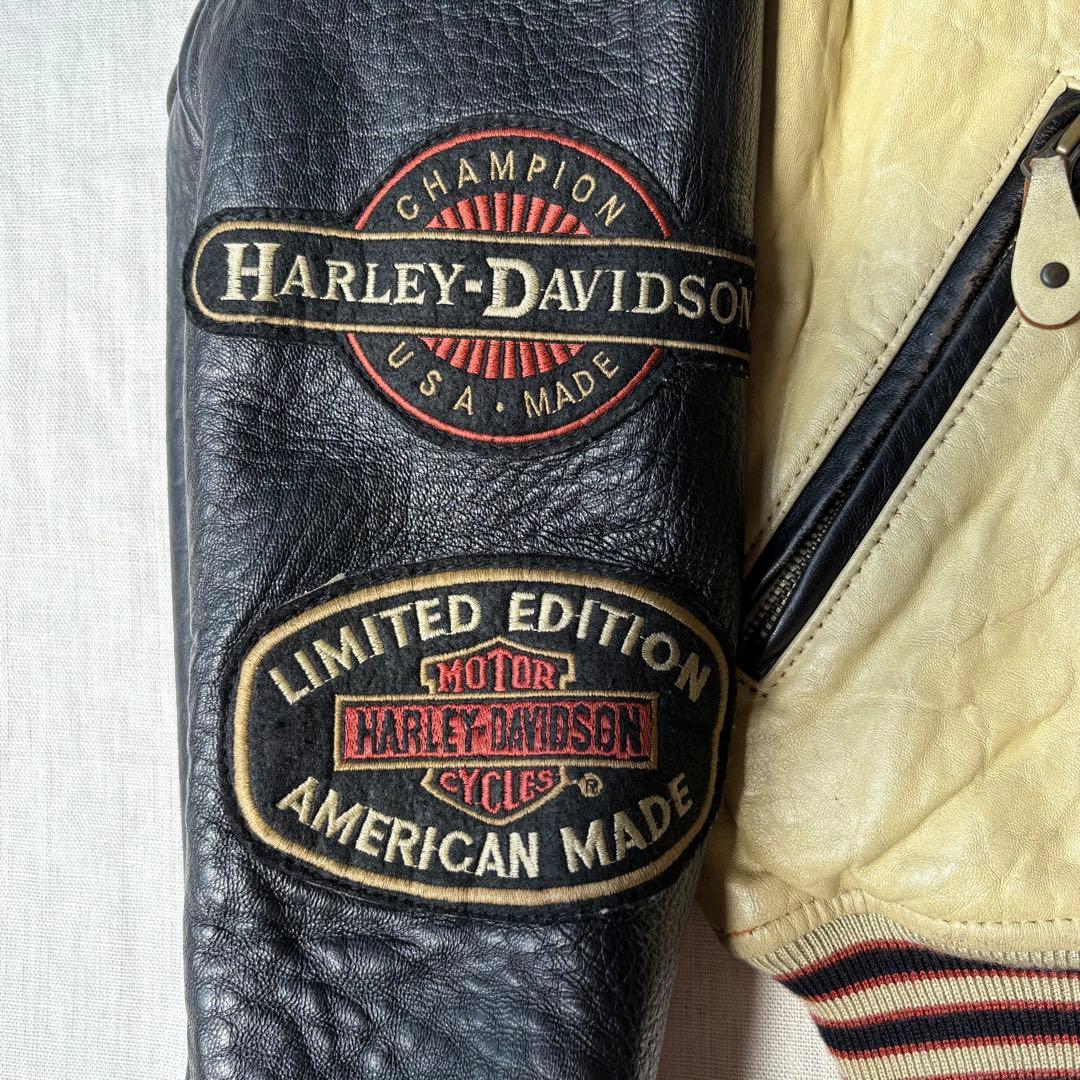 CHAMPION
HARLEY-DAVIDSON
USA • MADE
LIMITED EDITION
MOTOR
HARLEY-DAVIDSON
CYCLES ®
AMERICAN MADE